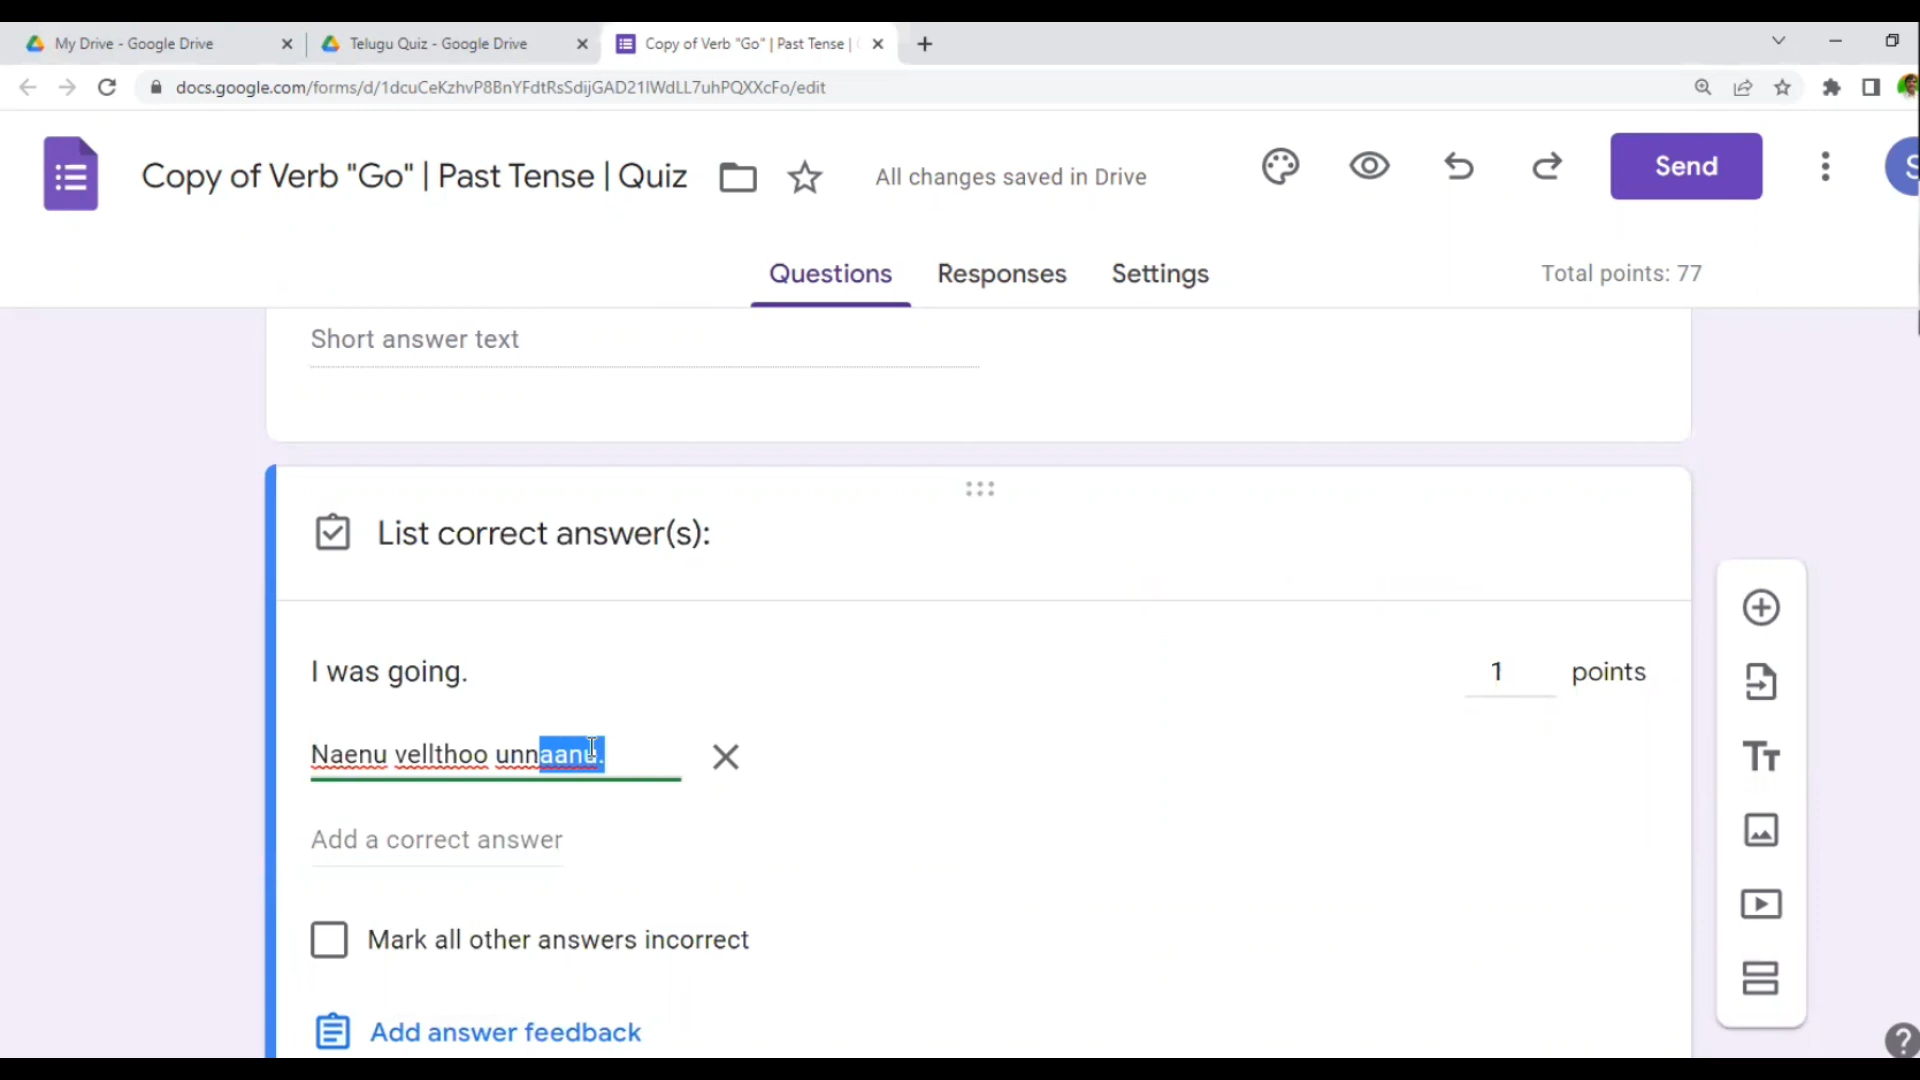 My Drive - Google Drive
Telugu Quiz - Google Drive
Copy of Verb "Go" | Past Tense |
docs.google.com/forms/d/1dcuCeKzhvP8BnYFdtRsSdijGAD21lWdLL7uhPQXXcFo/edit
Copy of Verb "Go" | Past Tense | Quiz
All changes saved in Drive
Send
S
Questions
Responses
Settings
Total points: 77
Short answer text
List correct answer(s):
I was going.
1 points
Naenu vellthoo unnaanu.
Add a correct answer
Mark all other answers incorrect
Add answer feedback